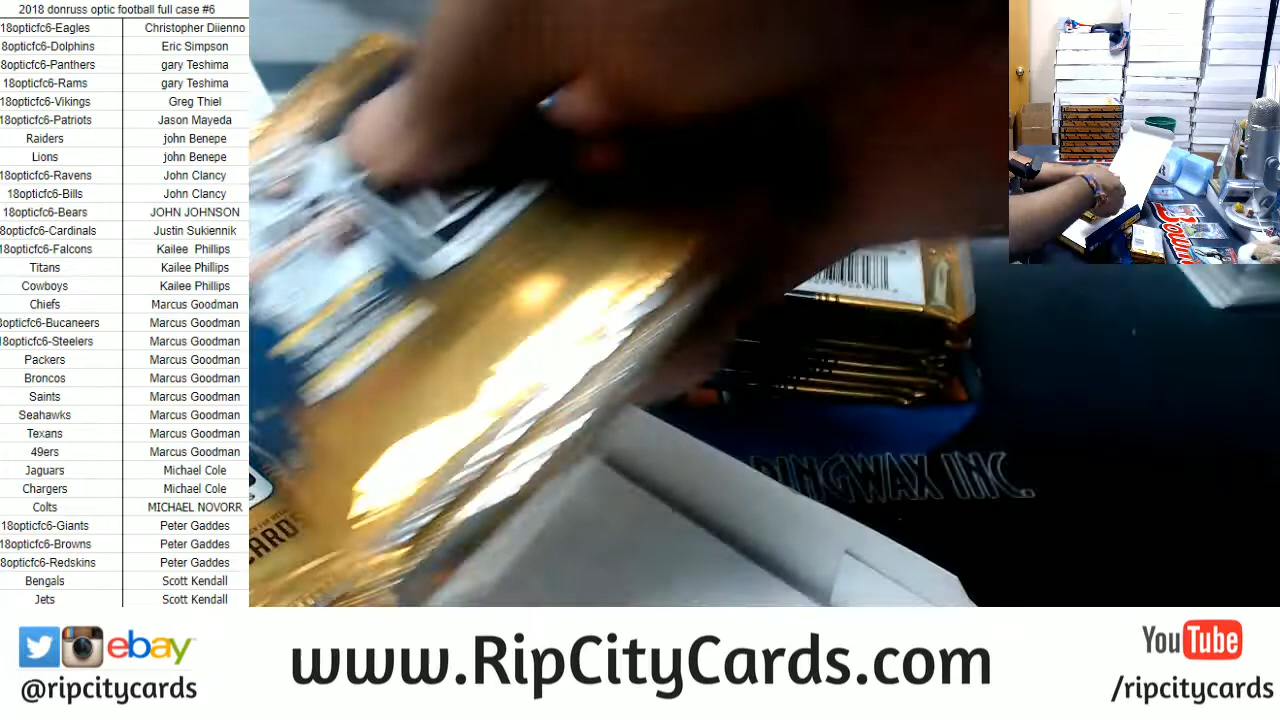 2018 donruss optic football full case #6
18opticfc6-Eagles Christopher Diienno
8opticfc6-Dolphins Eric Simpson
8opticfc6-Panthers gary Teshima
18opticfc6-Rams gary Teshima
18opticfc6-Vikings Greg Thiel
18opticfc6-Patriots Jason Mayeda
Raiders john Benepe
Lions john Benepe
18opticfc6-Ravens John Clancy
18opticfc6-Bills John Clancy
18opticfc6-Bears JOHN JOHNSON
8opticfc6-Cardinals Justin Sukiennik
18opticfc6-Falcons Kailee Phillips
Titans Kailee Phillips
Cowboys Kailee Phillips
Chiefs Marcus Goodman
8opticfc6-Bucaneers Marcus Goodman
18opticfc6-Steelers Marcus Goodman
Packers Marcus Goodman
Broncos Marcus Goodman
Saints Marcus Goodman
Seahawks Marcus Goodman
Texans Marcus Goodman
49ers Marcus Goodman
Jaguars Michael Cole
Chargers Michael Cole
Colts MICHAEL NOVORR
18opticfc6-Giants Peter Gaddes
18opticfc6-Browns Peter Gaddes
8opticfc6-Redskins Peter Gaddes
Bengals Scott Kendall
Jets Scott Kendall
CARDS
DINGWAX INC.
ebay
@ripcitycards
www.RipCityCards.com
YouTube
/ripcitycards